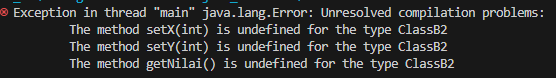 Exception in thread "main" java.lang.Error: Unresolved compilation problems:
The method setX(int) is undefined for the type ClassB2
The method setY(int) is undefined for the type ClassB2
The method getNilai() is undefined for the type ClassB2